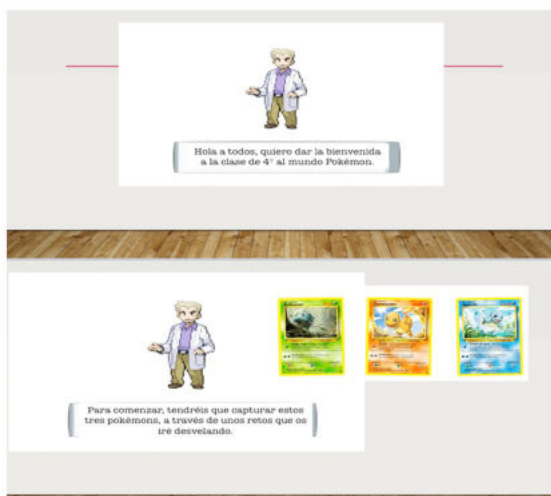 Hola a todos, quiero dar la bienvenida
a la clase de 4º al mundo Pokémon.
Para comenzar, tendréis que capturar estos
tres pokémons, a través de unos retos que os
iré desvelando.